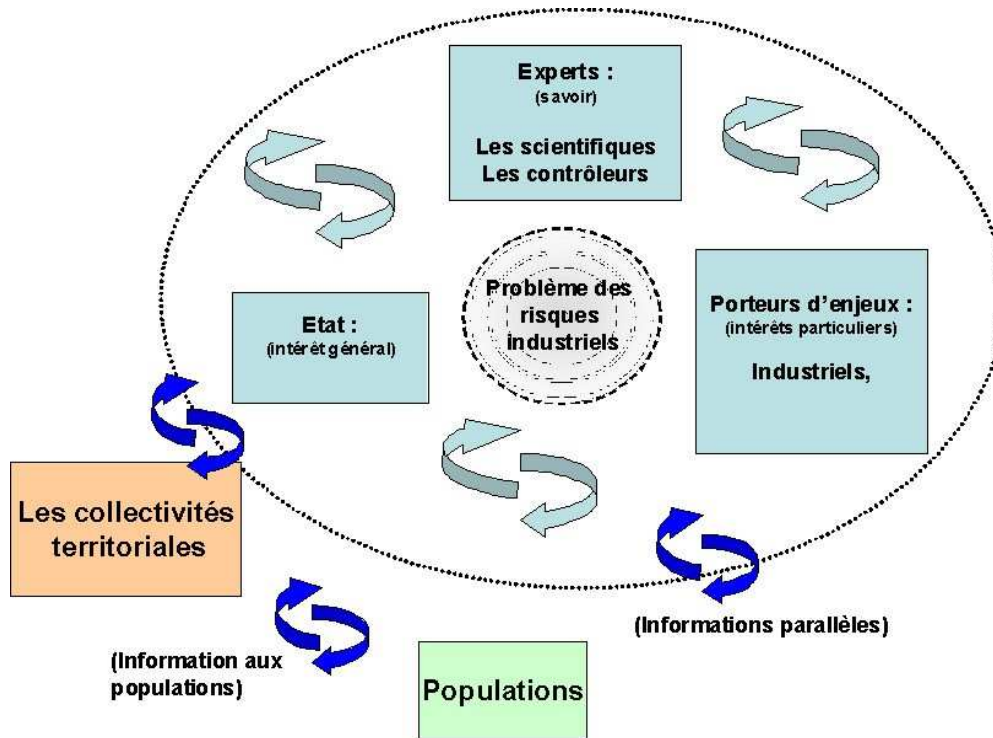 Experts :
(savoir)
Les scientifiques
Les contrôleurs
Etat :
(intérêt général)
Problème des
risques
industriels
Porteurs d'enjeux :
(intérêts particuliers)
Industriels,
Les collectivités
territoriales
(Information aux
populations)
Populations
(Informations parallèles)